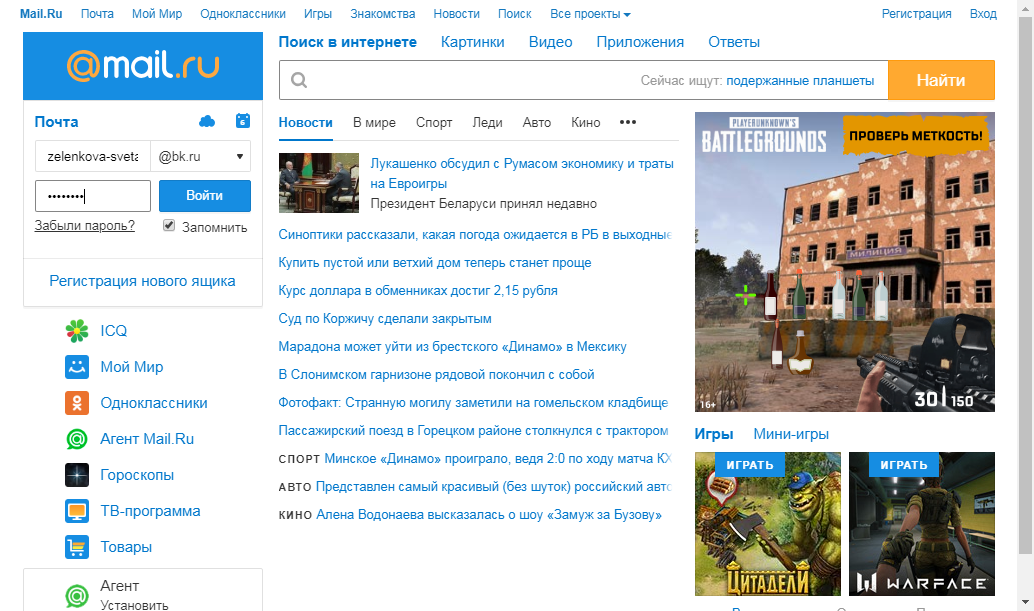 Mail.Ru Почта Мой Мир Одноклассники Игры Знакомства Новости Поиск Все проекты Регистрация Вход
@mail.ru
Поиск в интернете Картинки Видео Приложения Ответы
Сейчас ищут: подержанные планшеты Найти
Почта 6
zelenkova-sveta @bk.ru
•••••••• Войти
Забыли пароль? Запомнить
Регистрация нового ящика
ICQ
Мой Мир
Одноклассники
Агент Mail.Ru
Гороскопы
ТВ-программа
Товары
Агент
Установить
Новости В мире Спорт Леди Авто Кино •••
Лукашенко обсудил с Румасом экономику и траты
на Евроигры
Президент Беларуси принял недавно
Синоптики рассказали, какая погода ожидается в РБ в выходные
Купить пустой или ветхий дом теперь станет проще
Курс доллара в обменниках достиг 2,15 рубля
Суд по Коржичу сделали закрытым
Марадона может уйти из брестского «Динамо» в Мексику
В Слонимском гарнизоне рядовой покончил с собой
Фотофакт: Странную могилу заметили на гомельском кладбище
Пассажирский поезд в Горецком районе столкнулся с трактором
СПОРТ Минское «Динамо» проиграло, ведя 2:0 по ходу матча КХ
АВТО Представлен самый красивый (без шуток) российский авто
КИНО Алена Водонаева высказалась о шоу «Замуж за Бузову»
PLAYERUNKNOWN'S
BATTLEGROUNDS
ПРОВЕРЬ МЕТКОСТЬ!
МИЛИЦИЯ
16+
30 150
Игры Мини-игры
ИГРАТЬ ИГРАТЬ
ЦИТАДЕЛИ WARFACE